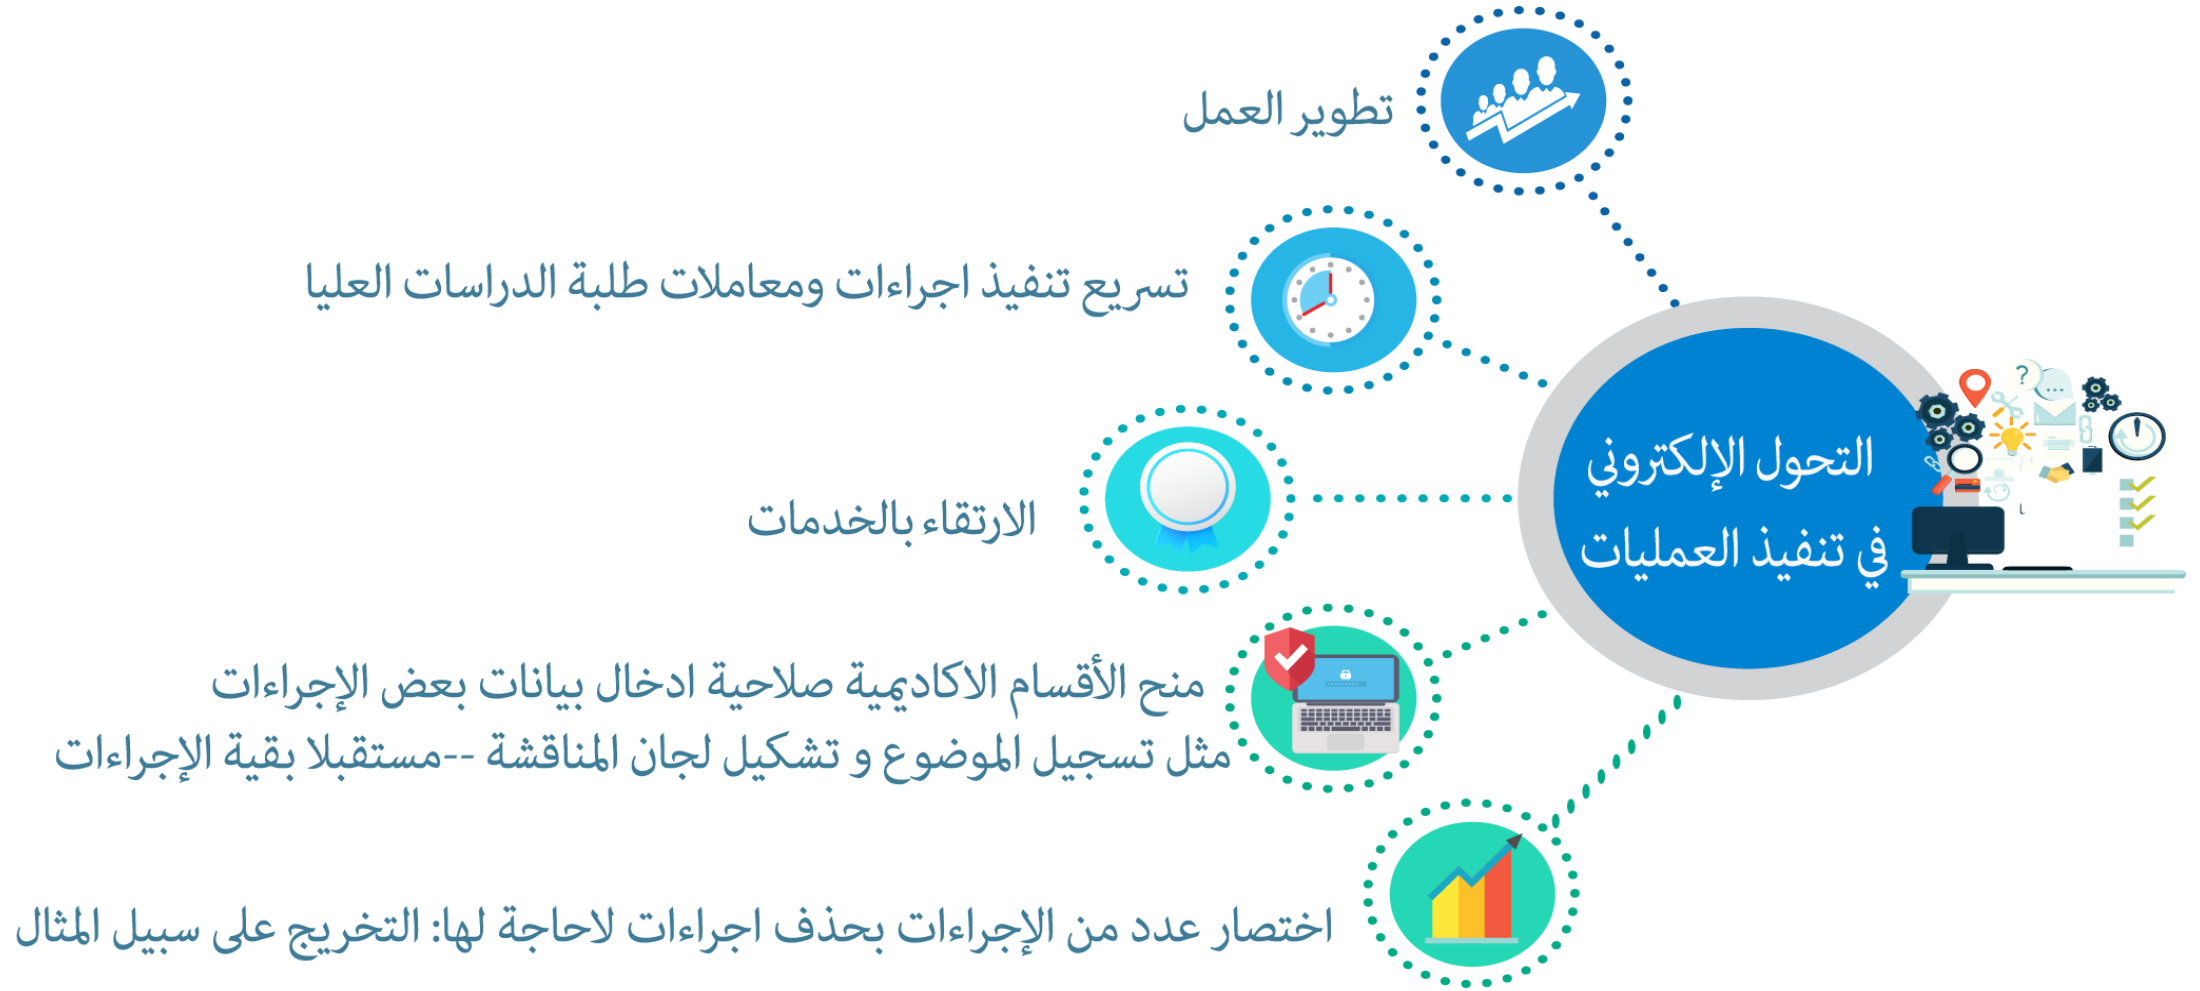 تطوير العمل
تسريع تنفيذ اجراءات ومعاملات طلبة الدراسات العليا
التحول الإلكتروني
في تنفيذ العمليات
الارتقاء بالخدمات
منح الأقسام الاكاديمية صلاحية ادخال بيانات بعض الإجراءات
مثل تسجيل الموضوع و تشكيل لجان المناقشة --مستقبلا بقية الإجراءات
اختصار عدد من الإجراءات بحذف اجراءات لاحاجة لها: التخريج على سبيل المثال